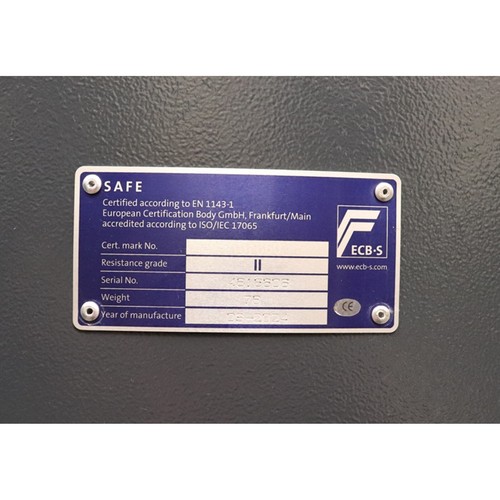 SAFE
Certified according to EN 1143-1
European Certification Body GmbH, Frankfurt/Main
accredited according to ISO/IEC 17065
Cert. mark No.
Resistance grade II
Serial No.
Weight
Year of manufacture
ECB·S
www.ecb-s.com
CE